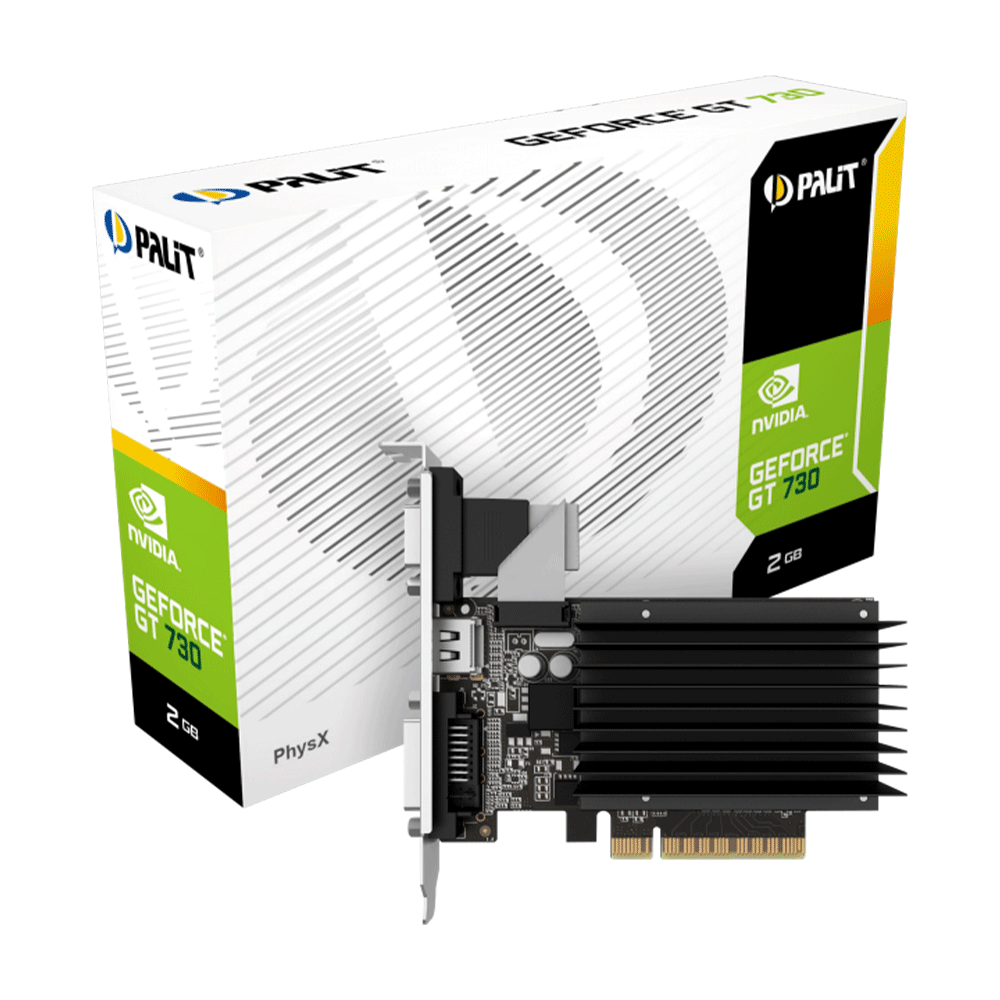 PALiT®
GEFORCE® GT 730
PALiT®
PALiT®
NVIDIA®
GEFORCE®
GT 730
2 GB
NVIDIA®
GEFORCE®
GT 730
2 GB
PhysX